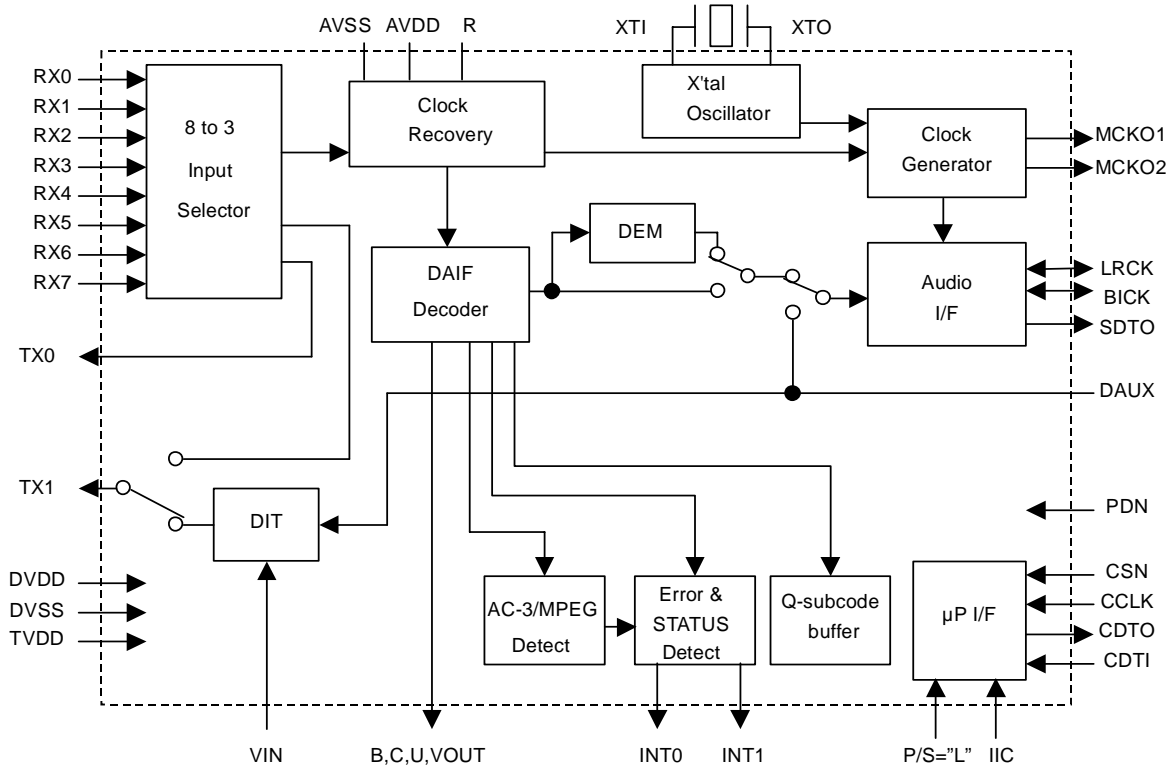 AVSS AVDD R XTI XTO
RX0
RX1
RX2
RX3
RX4
RX5
RX6
RX7
8 to 3
Input
Selector
Clock
Recovery
X'tal
Oscillator
Clock
Generator
MCKO1
MCKO2
DEM
DAIF
Decoder
Audio
I/F
LRCK
BICK
SDTO
TX0
DAUX
TX1
DIT
PDN
DVDD
DVSS
TVDD
AC-3/MPEG
Detect
Error &
STATUS
Detect
Q-subcode
buffer
µP I/F
CSN
CCLK
CDTO
CDTI
VIN
B,C,U,VOUT
INT0
INT1
P/S=”L”
IIC